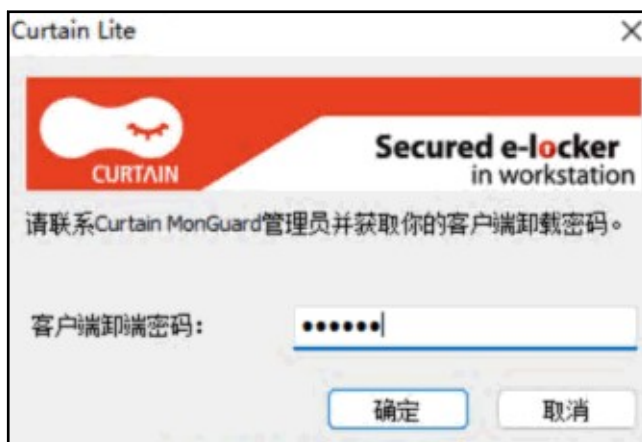 Curtain Lite
CURTAIN
Secured e-locker
in workstation
请联系Curtain MonGuard管理员并获取你的客户端卸载密码。
客户端卸端密码：
••••••
确定
取消